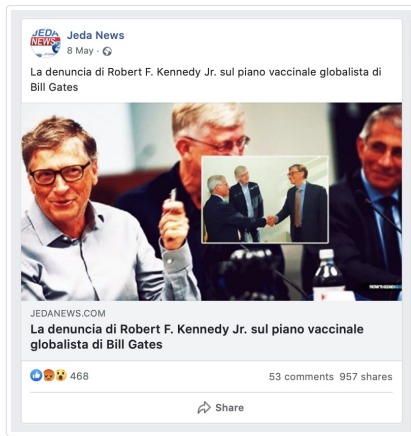 JEDA
NEWS
Jeda News
8 May
La denuncia di Robert F. Kennedy Jr. sul piano vaccinale globalista di
Bill Gates
JEDANEWS.COM
La denuncia di Robert F. Kennedy Jr. sul piano vaccinale
globalista di Bill Gates
468
53 comments 957 shares
Share